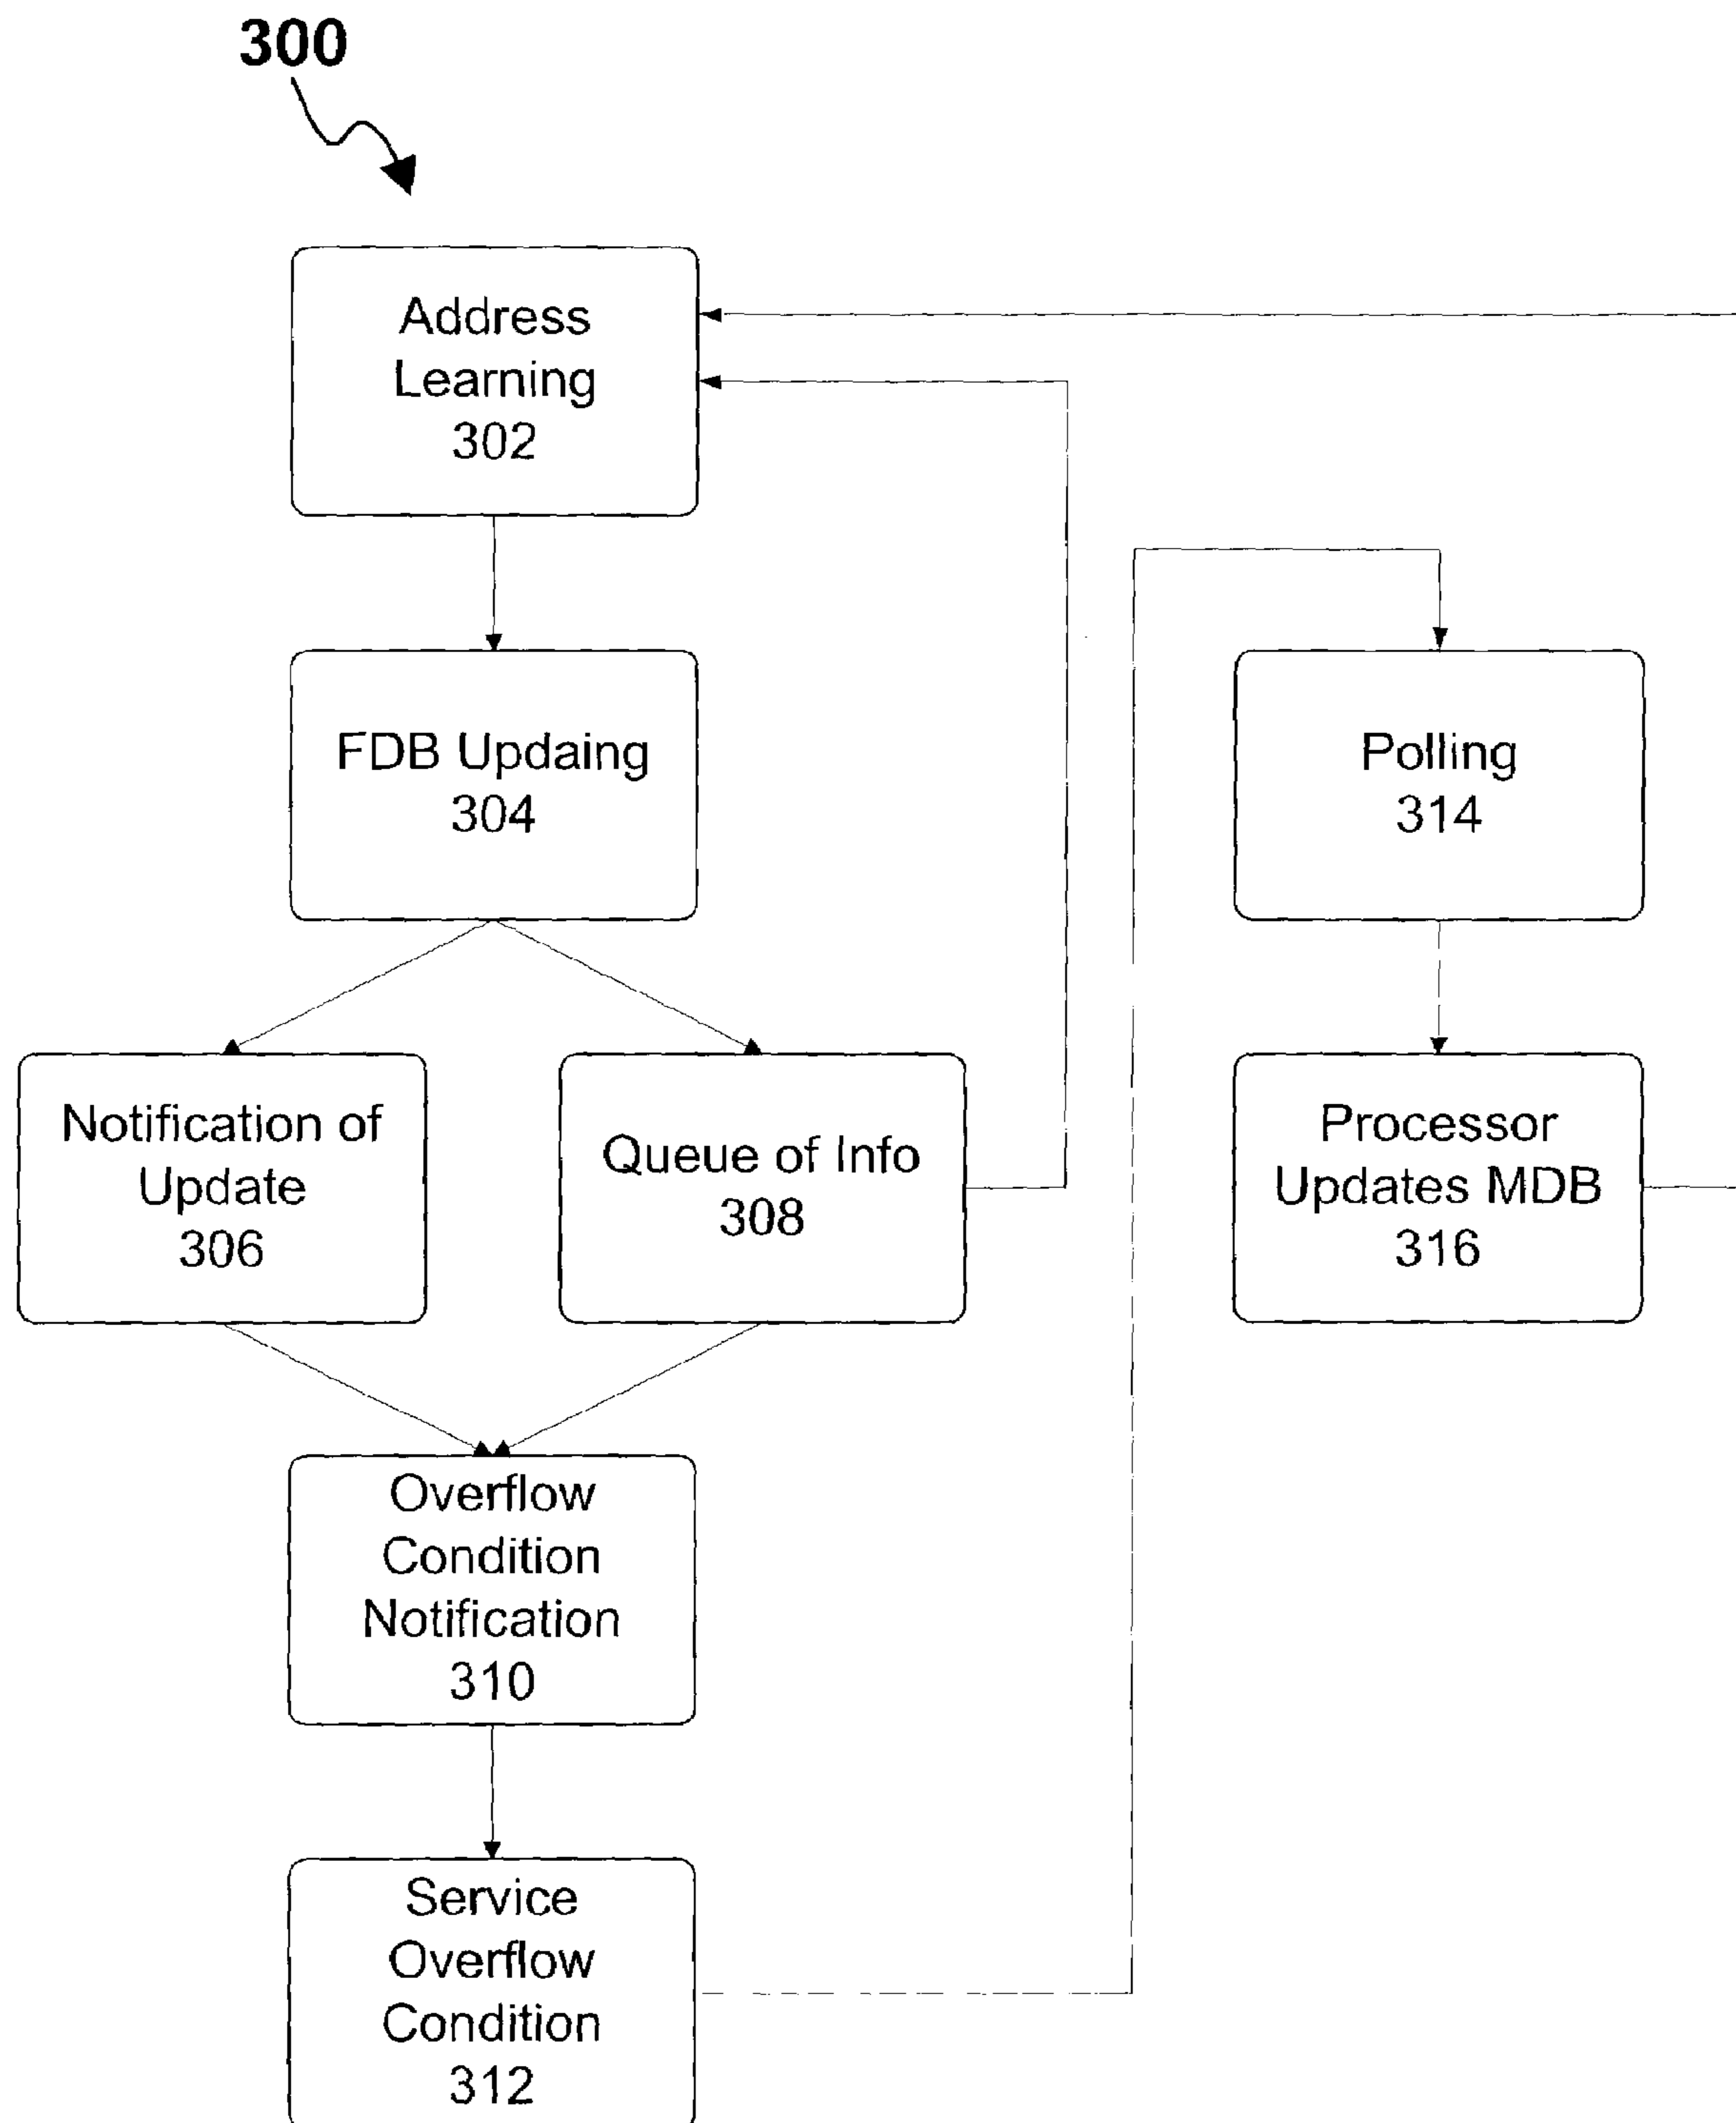 300
Address
Learning
302
FDB Updaing
304
Notification of
Update
306
Queue of Info
308
Overflow
Condition
Notification
310
Service
Overflow
Condition
312
Polling
314
Processor
Updates MDB
316